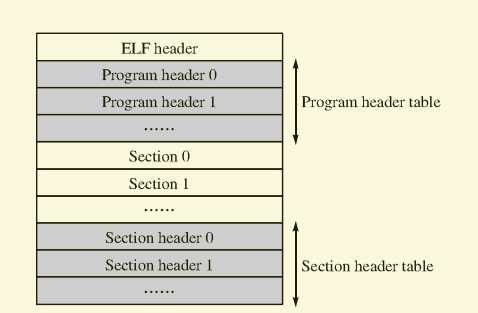 ELF header
Program header 0
Program header 1
Program header table
......
Section 0
Section 1
......
Section header 0
Section header 1
Section header table
......